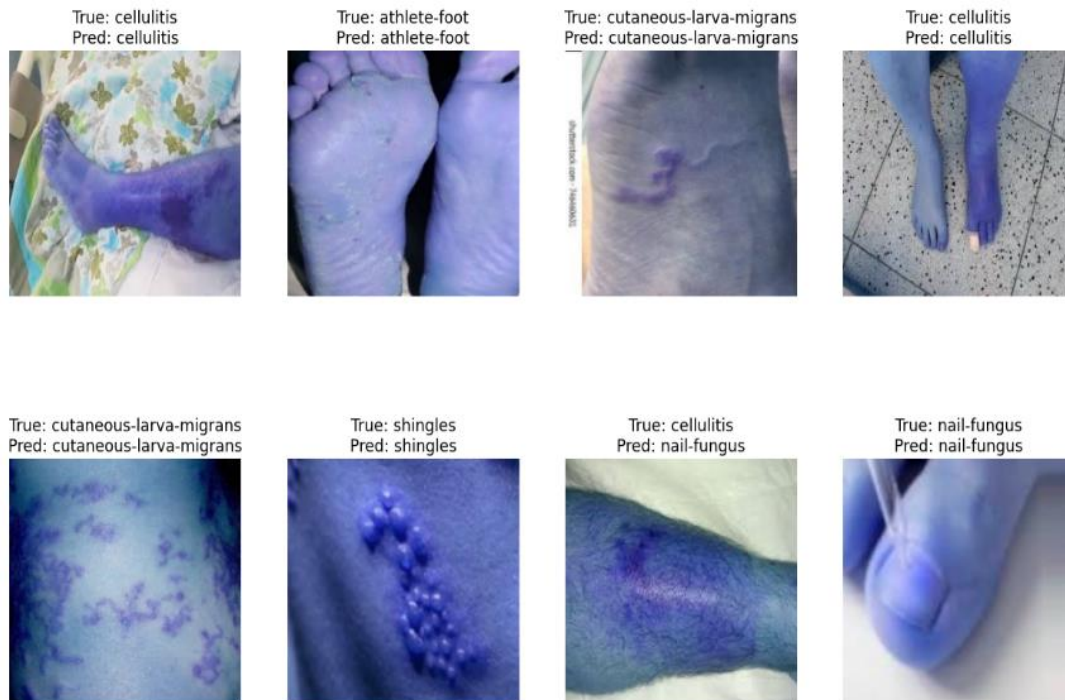 True: cellulitis
Pred: cellulitis
True: athlete-foot
Pred: athlete-foot
True: cutaneous-larva-migrans
Pred: cutaneous-larva-migrans
True: cellulitis
Pred: cellulitis
True: cutaneous-larva-migrans
Pred: cutaneous-larva-migrans
True: shingles
Pred: shingles
True: cellulitis
Pred: nail-fungus
True: nail-fungus
Pred: nail-fungus